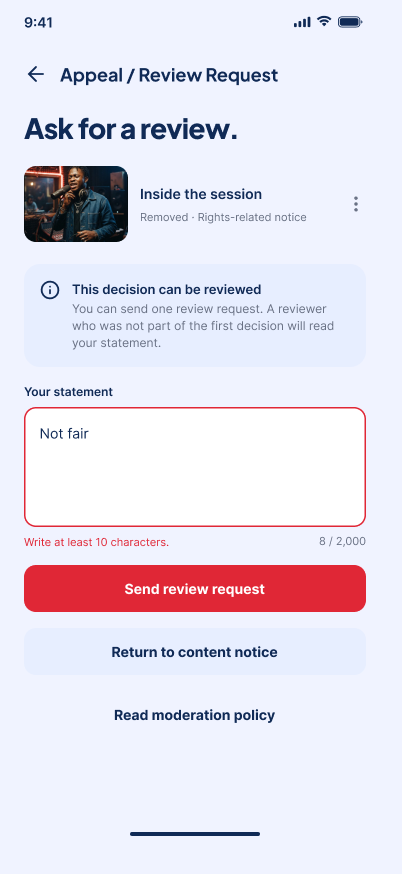 9:41
Appeal / Review Request
Ask for a review.
Inside the session
Removed · Rights-related notice
This decision can be reviewed
You can send one review request. A reviewer
who was not part of the first decision will read
your statement.
Your statement
Not fair
Write at least 10 characters.
8 / 2,000
Send review request
Return to content notice
Read moderation policy